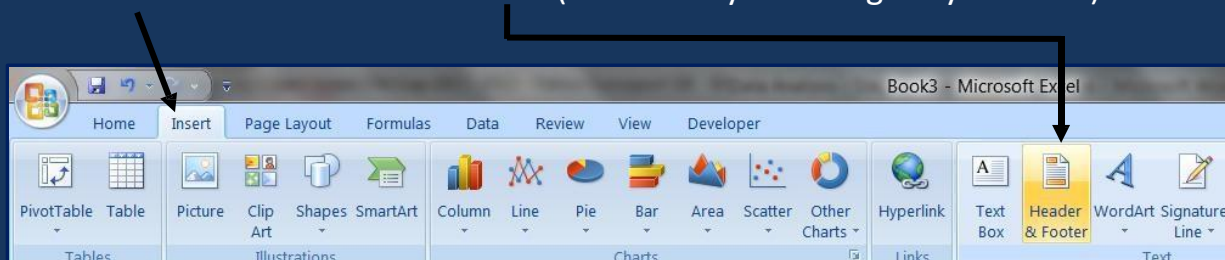 Book3 - Microsoft Excel
Home Insert Page Layout Formulas Data Review View Developer
PivotTable Table Picture Clip Art Shapes SmartArt Column Line Pie Bar Area Scatter Other Charts Hyperlink Text Box Header & Footer WordArt Signature Line
Tables Illustrations Charts Links Text